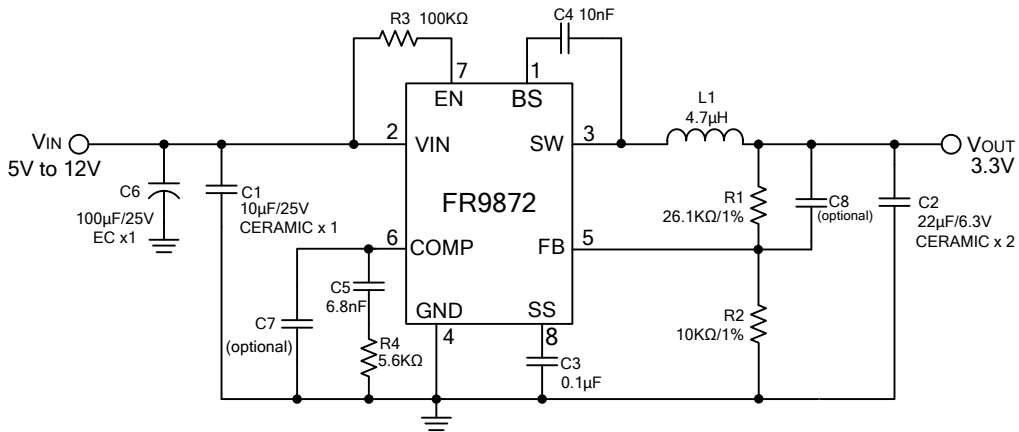 R3 100KΩ
C4 10nF
7
1
EN
BS
L1
4.7μH
VIN
5V to 12V
2
VIN
SW
3
VOUT
3.3V
C6
100μF/25V
EC x1
C1
10μF/25V
CERAMIC x 1
FR9872
R1
26.1KΩ/1%
C8
(optional)
C2
22μF/6.3V
CERAMIC x 2
6
COMP
FB
5
C5
6.8nF
C7
(optional)
R4
5.6KΩ
GND
SS
4
8
R2
10KΩ/1%
C3
0.1μF